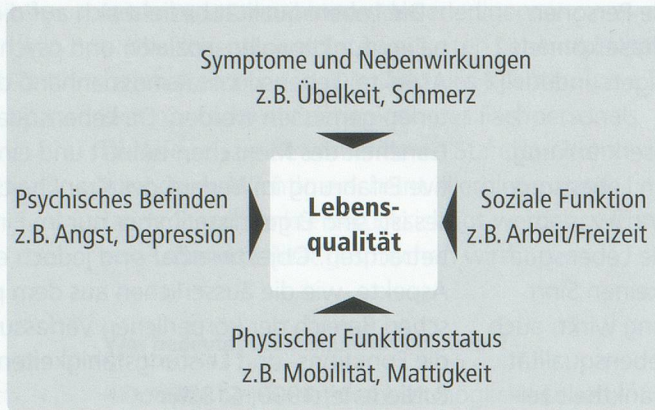 Symptome und Nebenwirkungen
z.B. Übelkeit, Schmerz
Psychisches Befinden
z.B. Angst, Depression
Lebens-
qualität
Soziale Funktion
z.B. Arbeit/Freizeit
Physischer Funktionsstatus
z.B. Mobilität, Mattigkeit